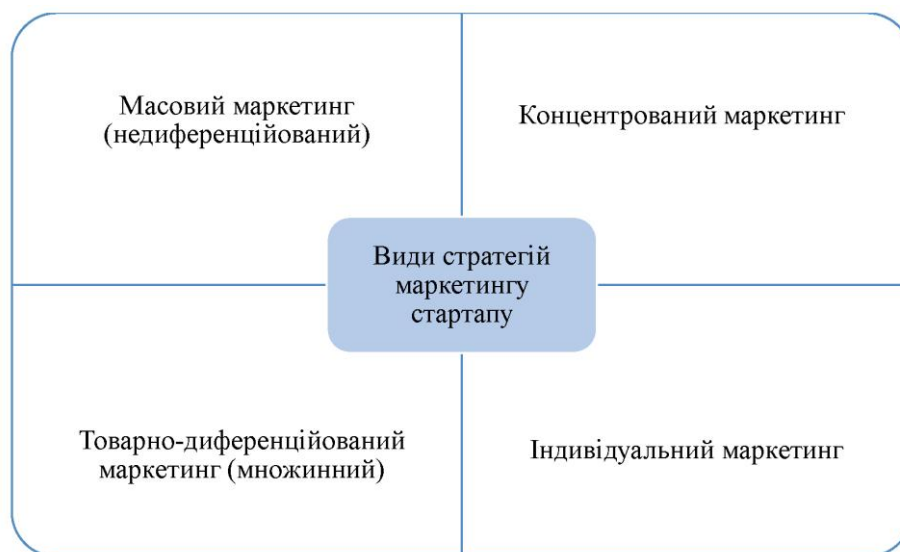 Масовий маркетинг
(недиференційований)
Концентрований маркетинг
Види стратегій
маркетингу
стартапу
Товарно-диференційований
маркетинг (множинний)
Індивідуальний маркетинг